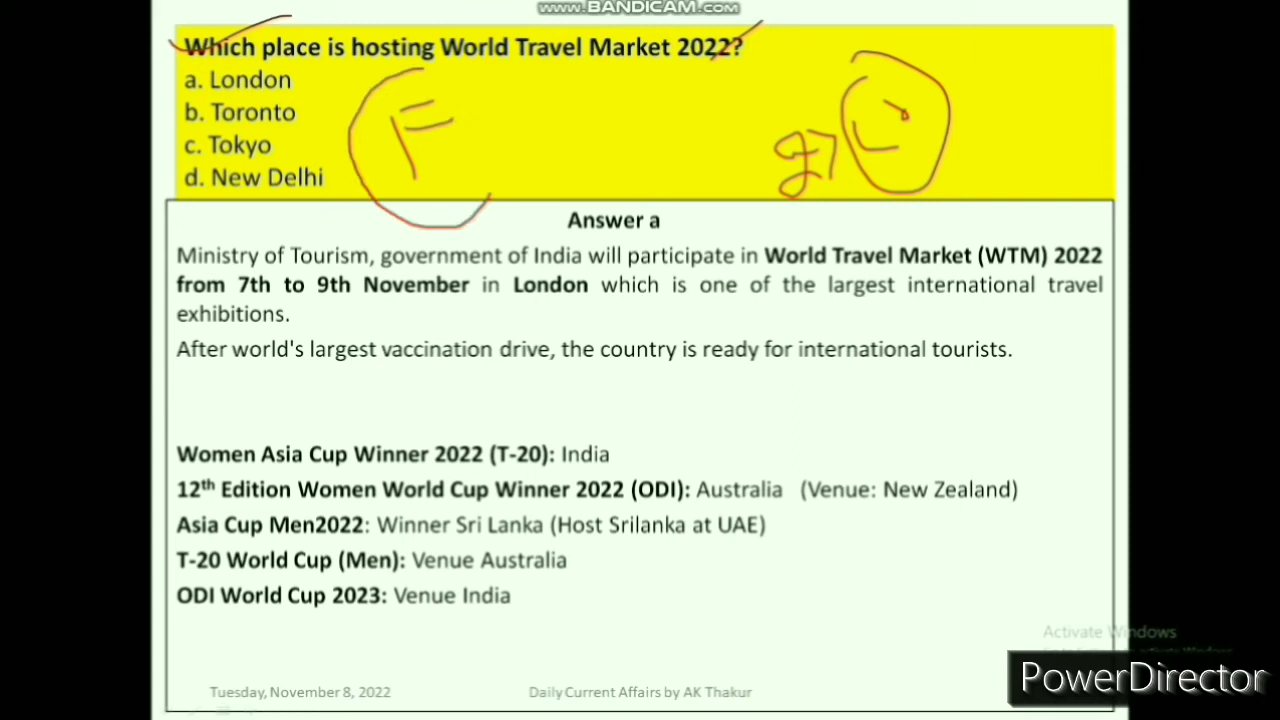 www.BANDICAM.com
Which place is hosting World Travel Market 2022?
a. London
b. Toronto
c. Tokyo
d. New Delhi
F
Answer a
Ministry of Tourism, government of India will participate in World Travel Market (WTM) 2022
from 7th to 9th November in London which is one of the largest international travel
exhibitions.
After world's largest vaccination drive, the country is ready for international tourists.
Women Asia Cup Winner 2022 (T-20): India
12th Edition Women World Cup Winner 2022 (ODI): Australia (Venue: New Zealand)
Asia Cup Men2022: Winner Sri Lanka (Host Srilanka at UAE)
T-20 World Cup (Men): Venue Australia
ODI World Cup 2023: Venue India
Activate Windows
Tuesday, November 8, 2022
Daily Current Affairs by AK Thakur
PowerDirector